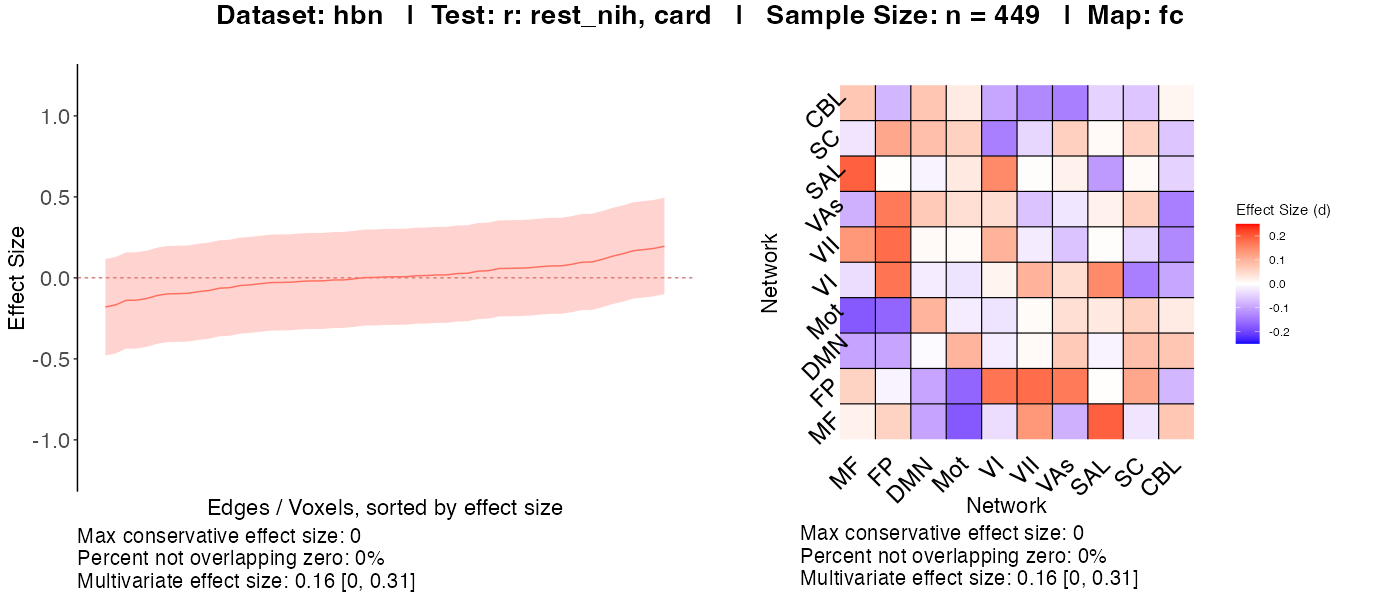 Dataset: hbn | Test: r: rest_nih, card | Sample Size: n = 449 | Map: fc
Effect Size
1.0
0.5
0.0
-0.5
-1.0
Edges / Voxels, sorted by effect size
Max conservative effect size: 0
Percent not overlapping zero: 0%
Multivariate effect size: 0.16 [0, 0.31]
Network
CBL
SC
SAL
VAs
VII
VI
Mot
DMN
FP
MF
MF FP DMN Mot VI VII VAs SAL SC CBL
Network
Max conservative effect size: 0
Percent not overlapping zero: 0%
Multivariate effect size: 0.16 [0, 0.31]
Effect Size (d)
0.2
0.1
0.0
-0.1
-0.2